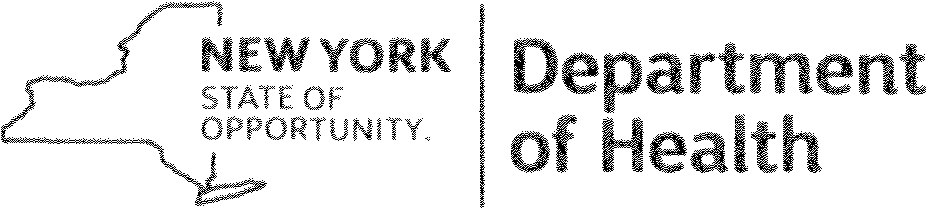 NEW YORK
STATE OF
OPPORTUNITY.
Department
of Health